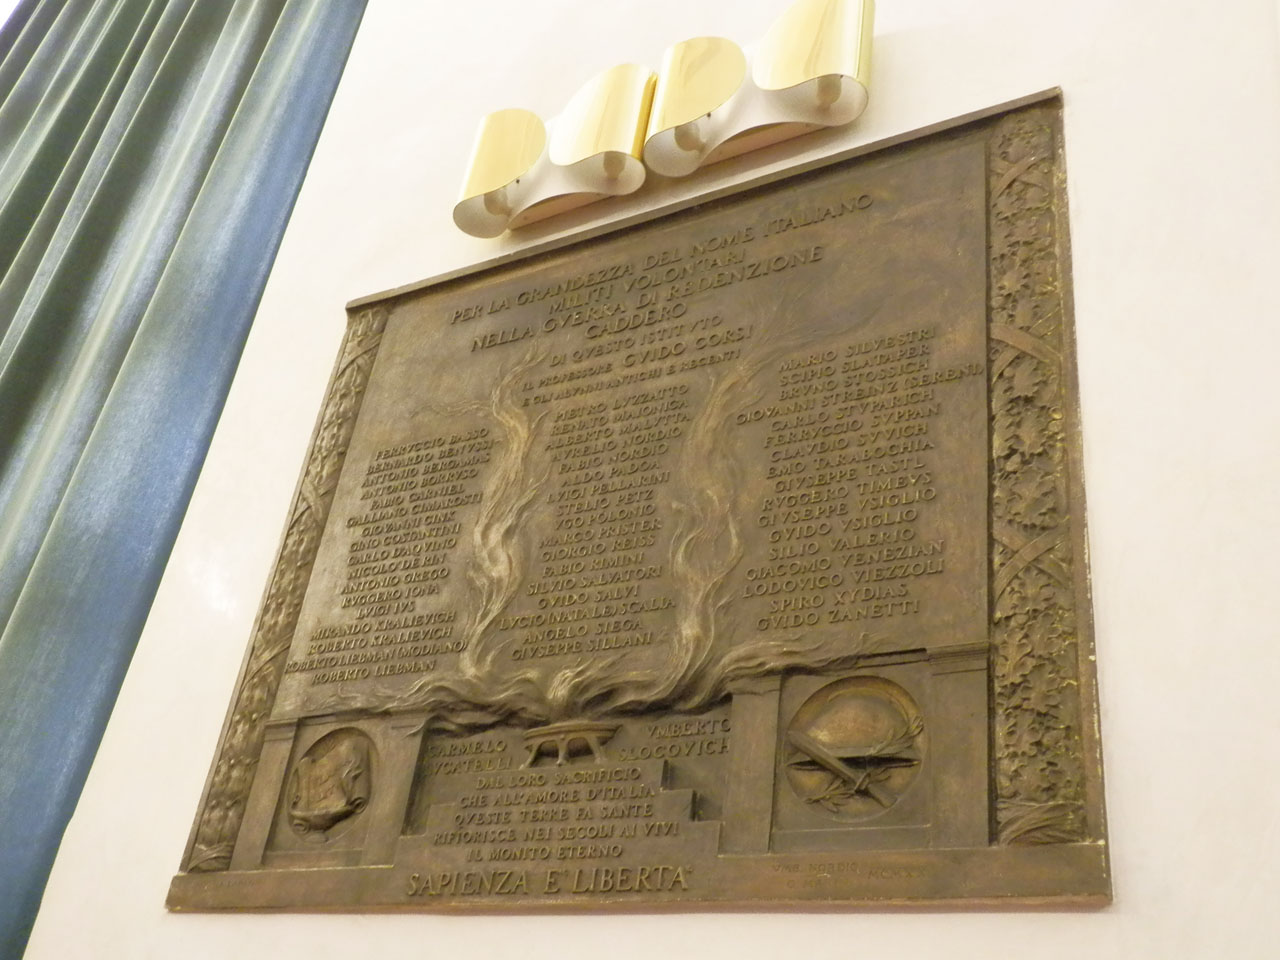 PER LA GRANDEZZA DEL NOME ITALIANO
MILITI VOLONTARI
NELLA GVERRA DI REDENZIONE
CADDERO
DI QVESTO ISTITVTO
IL PROFESSORE GVIDO CORSI
E GLI ALVNNI ANTICHI E RECENTI
FERRVCCIO BASSO
BERNARDO BENVSSI
ANTONIO BERGAMAS
ANTONIO BORRVSO
FABIO CARNIEL
GALLIANO CIMAROSTI
GIOVANNI CINK
GINO COSTANTINI
CARLO D'AQVINO
NICOLO' DE RIN
ANTONIO GREGO
RVGGERO IONA
LVIGI IVS
MIRANDO KRALIEVICH
ROBERTO KRALIEVICH
ROBERTO LIEBMAN (MODIANO)
ROBERTO LIEBMAN
PIETRO LVZZATTO
RENATO MAIONICA
ALBERTO MALVTTA
AVRELIO NORDIO
FABIO NORDIO
ALDO PADOA
LVIGI PELLARINI
STELIO PETZ
VGO POLONIO
MARCO PRISTER
GIORGIO REISS
FABIO RIMINI
SILVIO SALVATORI
GVIDO SALVI
LVCIO (NATALE) SCALIA
ANGELO SIEGA
GIVSEPPE SILLANI
MARIO SILVESTRI
SCIPIO SLATAPER
BRVNO STOSSICH
GIOVANNI STREINZ (SERENI)
CARLO STVPARICH
FERRVCCIO SVPPAN
CLAVDIO SVVICH
EMO TARABOCHIA
GIVSEPPE TASTL
RVGGERO TIMEVS
GIVSEPPE VSIGLIO
GVIDO VSIGLIO
SILIO VALERIO
GIACOMO VENEZIAN
LODOVICO VIEZZOLI
SPIRO XYDIAS
GVIDO ZANETTI
CARMELO
LVCATELLI
VMBERTO
SLOCOVICH
DAL LORO SACRIFICIO
CHE ALL'AMORE D'ITALIA
QVESTE TERRE FA SANTE
RIFIORISCE NEI SECOLI AI VIVI
IL MONITO ETERNO
SAPIENZA E' LIBERTA'
NORDIO